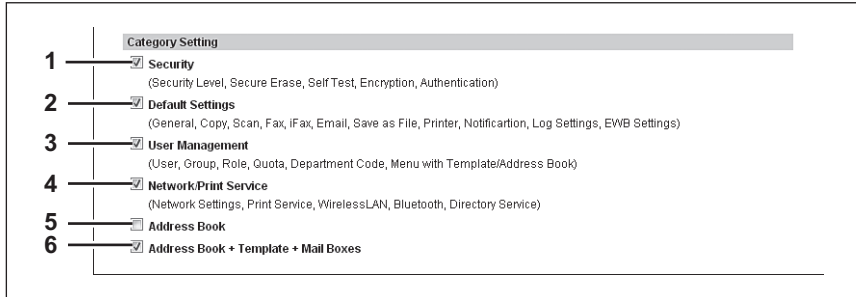 Category Setting
1 Security
(Security Level, Secure Erase, Self Test, Encryption, Authentication)
2 Default Settings
(General, Copy, Scan, Fax, iFax, Email, Save as File, Printer, Notificartion, Log Settings, EWB Settings)
3 User Management
(User, Group, Role, Quota, Department Code, Menu with Template/Address Book)
4 Network/Print Service
(Network Settings, Print Service, WirelessLAN, Bluetooth, Directory Service)
5 Address Book
6 Address Book + Template + Mail Boxes